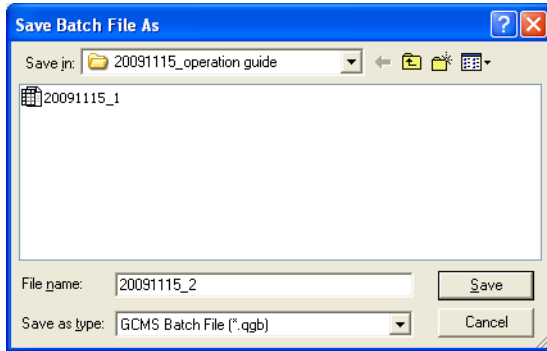 Save Batch File As
Save in: 20091115_operation guide
20091115_1
File name: 20091115_2 Save
Save as type: GCMS Batch File (*.qgb) Cancel